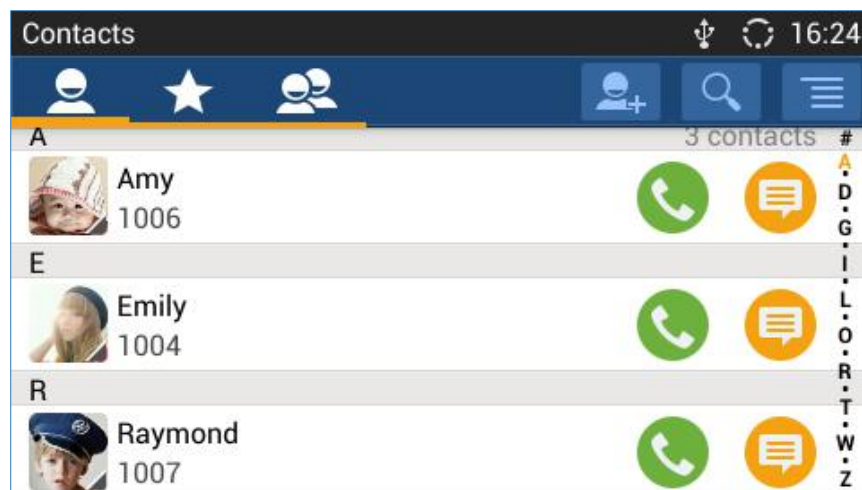 Contacts 16:24
A 3 contacts
Amy
1006
E
Emily
1004
R
Raymond
1007
#
A
D
G
I
L
O
R
T
W
Z